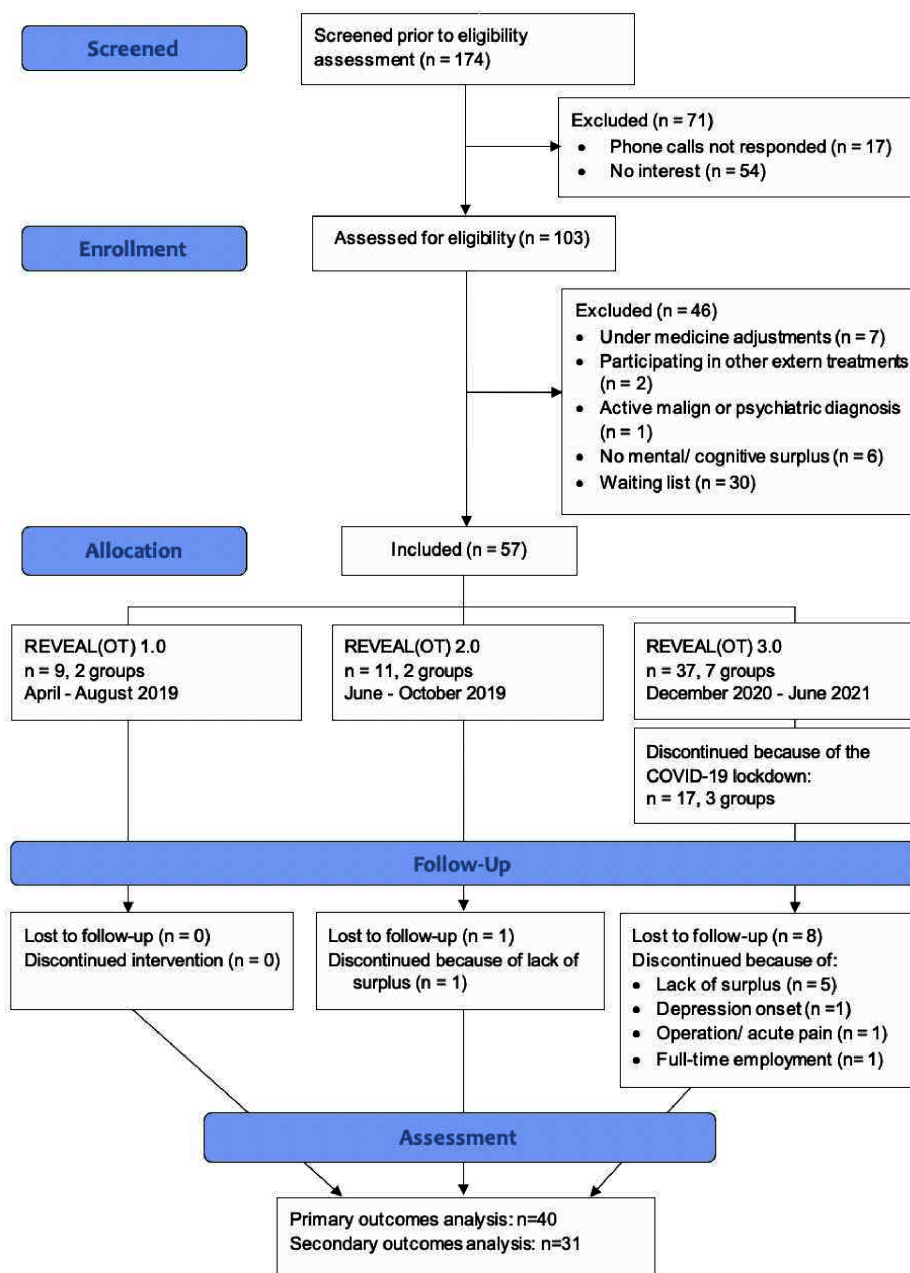 Screened
Screened prior to eligibility
assessment (n = 174)
Excluded (n = 71)
• Phone calls not responded (n = 17)
• No interest (n = 54)
Enrollment
Assessed for eligibility (n = 103)
Excluded (n = 46)
• Under medicine adjustments (n = 7)
• Participating in other extern treatments
(n = 2)
• Active malign or psychiatric diagnosis
(n = 1)
• No mental/ cognitive surplus (n = 6)
• Waiting list (n = 30)
Allocation
Included (n = 57)
REVEAL(OT) 1.0
n = 9, 2 groups
April - August 2019
REVEAL(OT) 2.0
n = 11, 2 groups
June - October 2019
REVEAL(OT) 3.0
n = 37, 7 groups
December 2020 - June 2021
Discontinued because of the
COVID-19 lockdown:
n = 17, 3 groups
Follow-Up
Lost to follow-up (n = 0)
Discontinued intervention (n = 0)
Lost to follow-up (n = 1)
Discontinued because of lack of
surplus (n = 1)
Lost to follow-up (n = 8)
Discontinued because of:
• Lack of surplus (n = 5)
• Depression onset (n =1)
• Operation/ acute pain (n = 1)
• Full-time employment (n= 1)
Assessment
Primary outcomes analysis: n=40
Secondary outcomes analysis: n=31